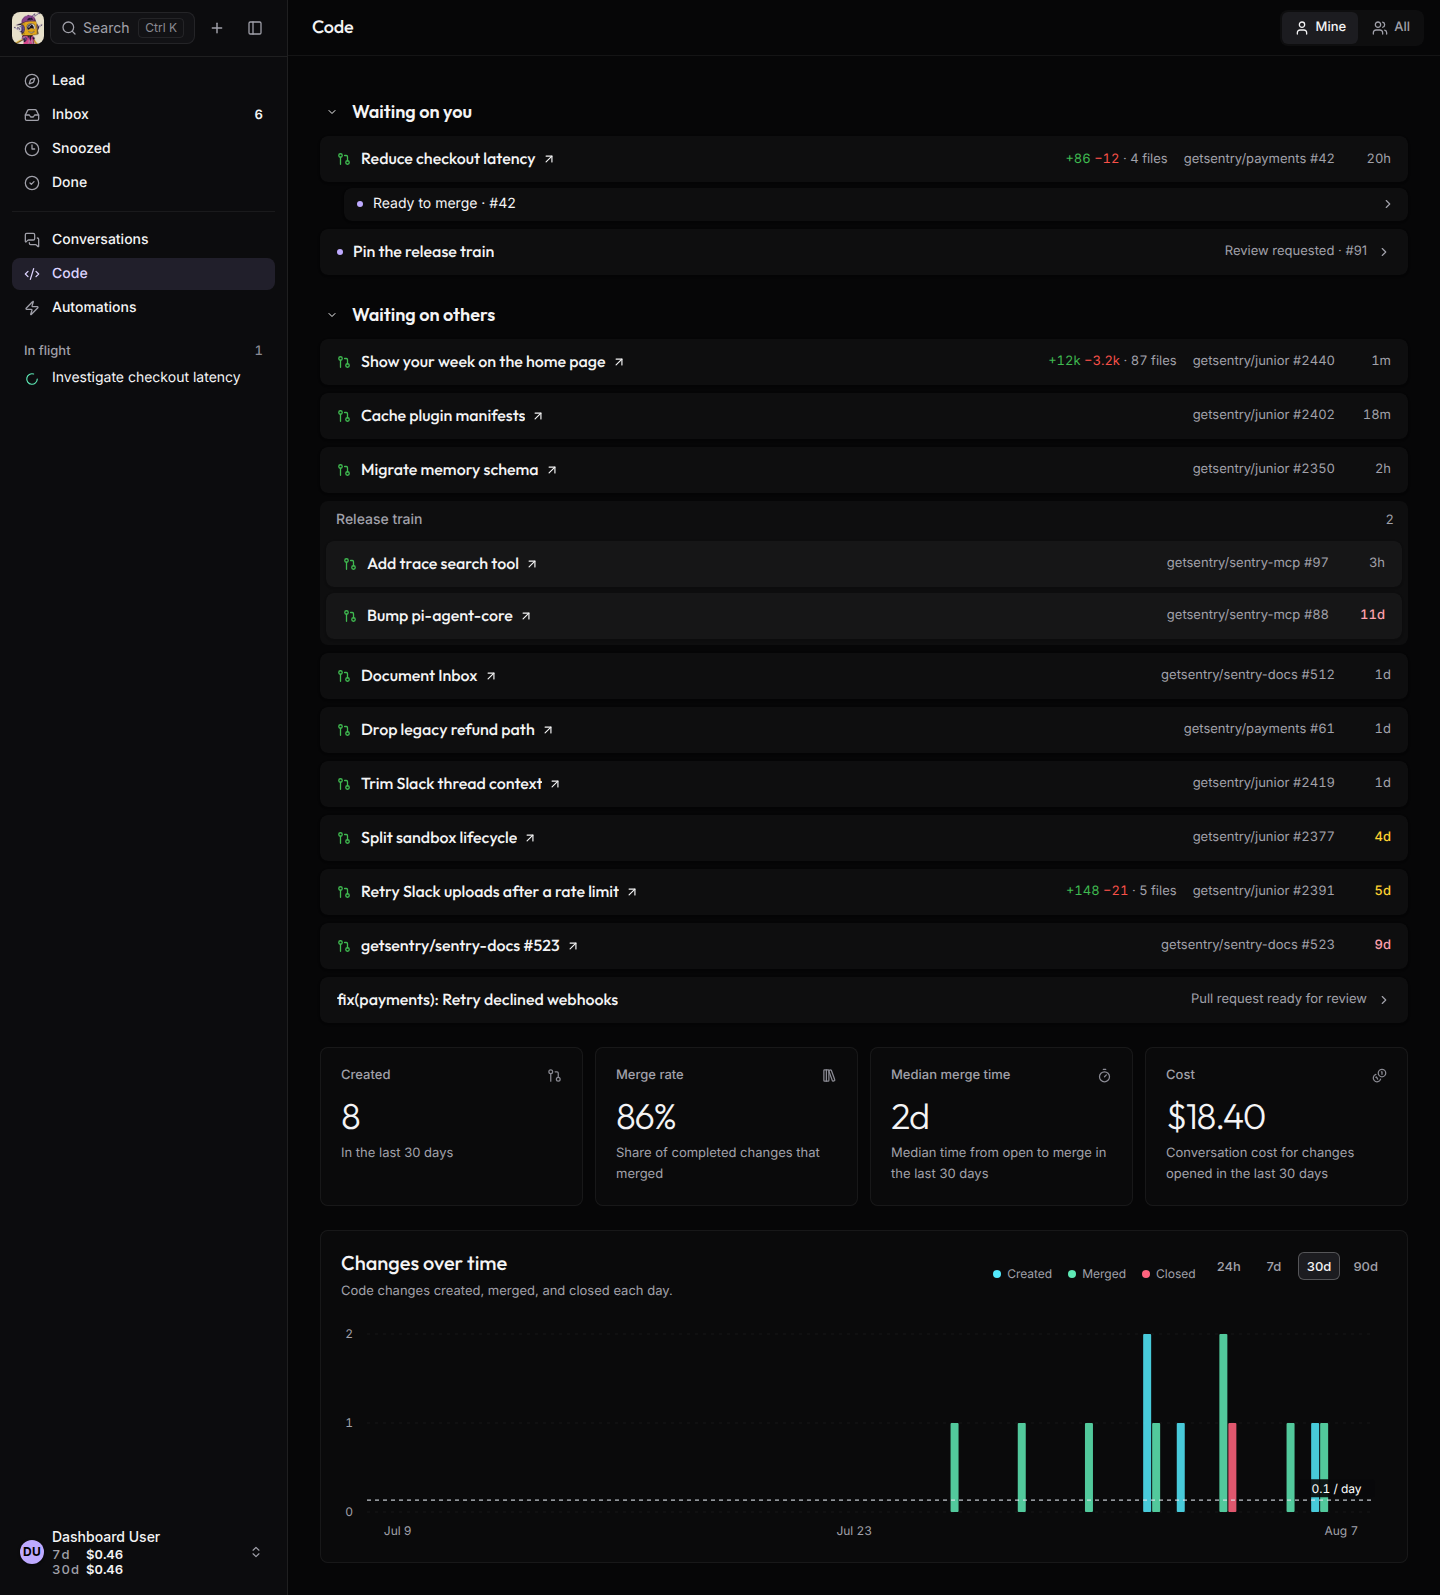 Search Ctrl K
Code
Mine
All
Lead
Inbox 6
Snoozed
Done
Conversations
Code
Automations
In flight 1
Investigate checkout latency
Waiting on you
Reduce checkout latency +86 −12 · 4 files getsentry/payments #42 20h
Ready to merge · #42
Pin the release train Review requested · #91
Waiting on others
Show your week on the home page +12k −3.2k · 87 files getsentry/junior #2440 1m
Cache plugin manifests getsentry/junior #2402 18m
Migrate memory schema getsentry/junior #2350 2h
Release train 2
Add trace search tool getsentry/sentry-mcp #97 3h
Bump pi-agent-core getsentry/sentry-mcp #88 11d
Document Inbox getsentry/sentry-docs #512 1d
Drop legacy refund path getsentry/payments #61 1d
Trim Slack thread context getsentry/junior #2419 1d
Split sandbox lifecycle getsentry/junior #2377 4d
Retry Slack uploads after a rate limit +148 −21 · 5 files getsentry/junior #2391 5d
getsentry/sentry-docs #523 getsentry/sentry-docs #523 9d
fix(payments): Retry declined webhooks Pull request ready for review
Created
8
In the last 30 days
Merge rate
86%
Share of completed changes that
merged
Median merge time
2d
Median time from open to merge in
the last 30 days
Cost
$18.40
Conversation cost for changes
opened in the last 30 days
Changes over time
Code changes created, merged, and closed each day.
Created Merged Closed
24h 7d 30d 90d
2
1
0
0.1 / day
Jul 9 Jul 23 Aug 7
DU
Dashboard User
7d $0.46
30d $0.46